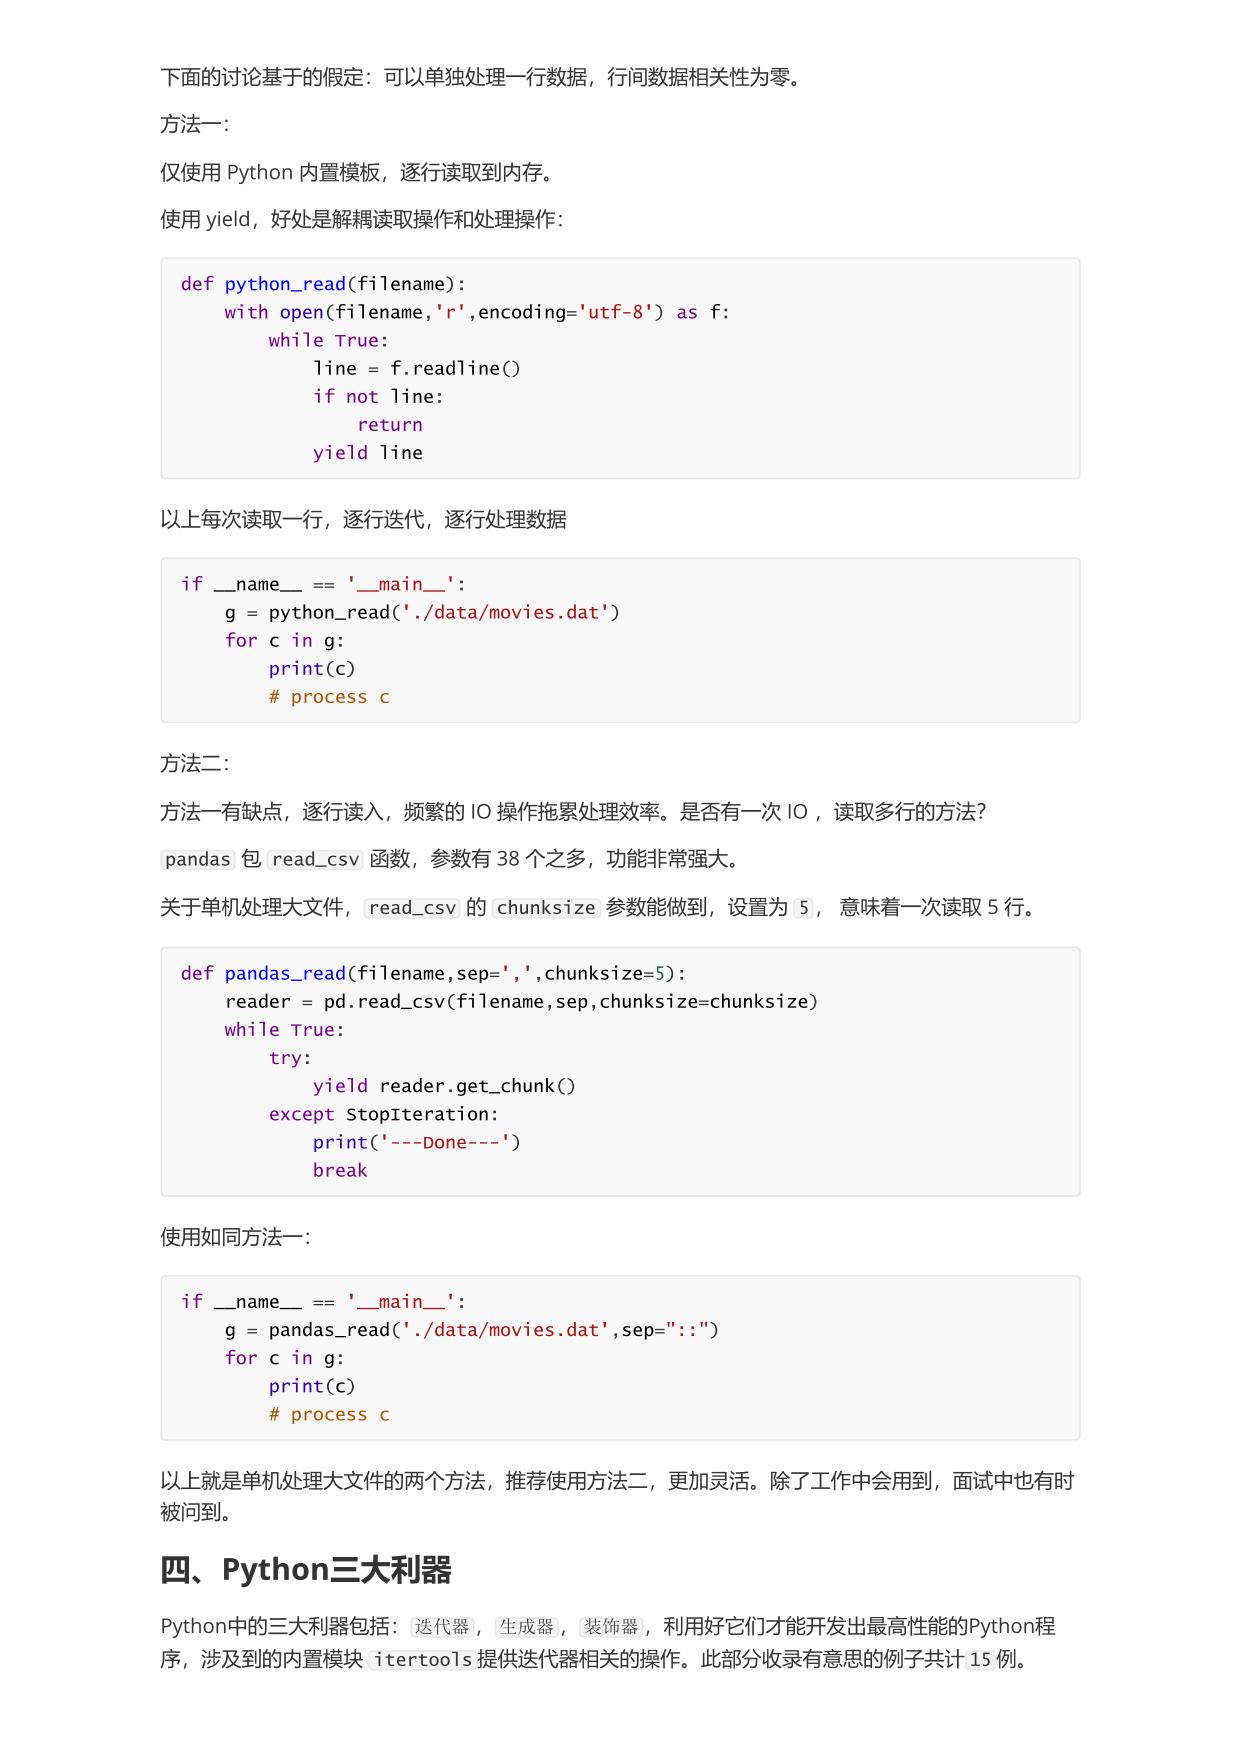 下面的讨论基于的假定：可以单独处理一行数据，行间数据相关性为零。
方法一：
仅使用 Python 内置模板，逐行读取到内存。
使用 yield，好处是解耦读取操作和处理操作：
def python_read(filename):
    with open(filename,'r',encoding='utf-8') as f:
        while True:
            line = f.readline()
            if not line:
                return
            yield line
以上每次读取一行，逐行迭代，逐行处理数据
if __name__ == '__main__':
    g = python_read('./data/movies.dat')
    for c in g:
        print(c)
        # process c
方法二：
方法一有缺点，逐行读入，频繁的 IO 操作拖累处理效率。是否有一次 IO ，读取多行的方法？
pandas 包 read_csv 函数，参数有 38 个之多，功能非常强大。
关于单机处理大文件，read_csv 的 chunksize 参数能做到，设置为 5， 意味着一次读取 5 行。
def pandas_read(filename,sep=',',chunksize=5):
    reader = pd.read_csv(filename,sep,chunksize=chunksize)
    while True:
        try:
            yield reader.get_chunk()
        except StopIteration:
            print('---Done---')
            break
使用如同方法一：
if __name__ == '__main__':
    g = pandas_read('./data/movies.dat',sep="::")
    for c in g:
        print(c)
        # process c
以上就是单机处理大文件的两个方法，推荐使用方法二，更加灵活。除了工作中会用到，面试中也有时
被问到。
四、Python三大利器
Python中的三大利器包括：迭代器，生成器，装饰器，利用好它们才能开发出最高性能的Python程
序，涉及到的内置模块 itertools提供迭代器相关的操作。此部分收录有意思的例子共计15例。